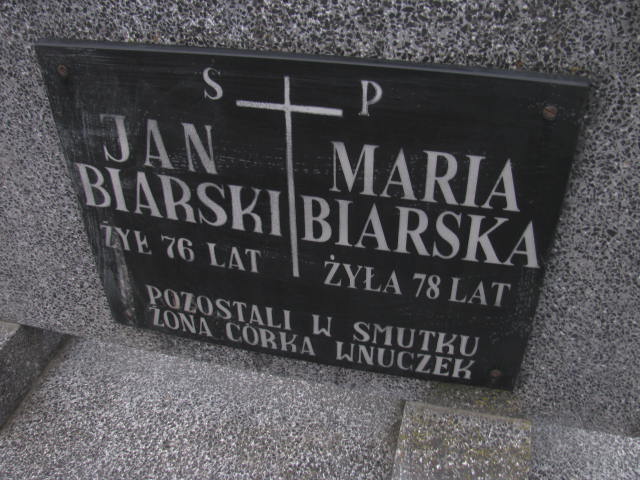 S P
JAN
BIARSKI
ŻYŁ 76 LAT
MARIA
BIARSKA
ŻYŁA 78 LAT
POZOSTALI W SMUTKU
ŻONA CÓRKA WNUCZEK